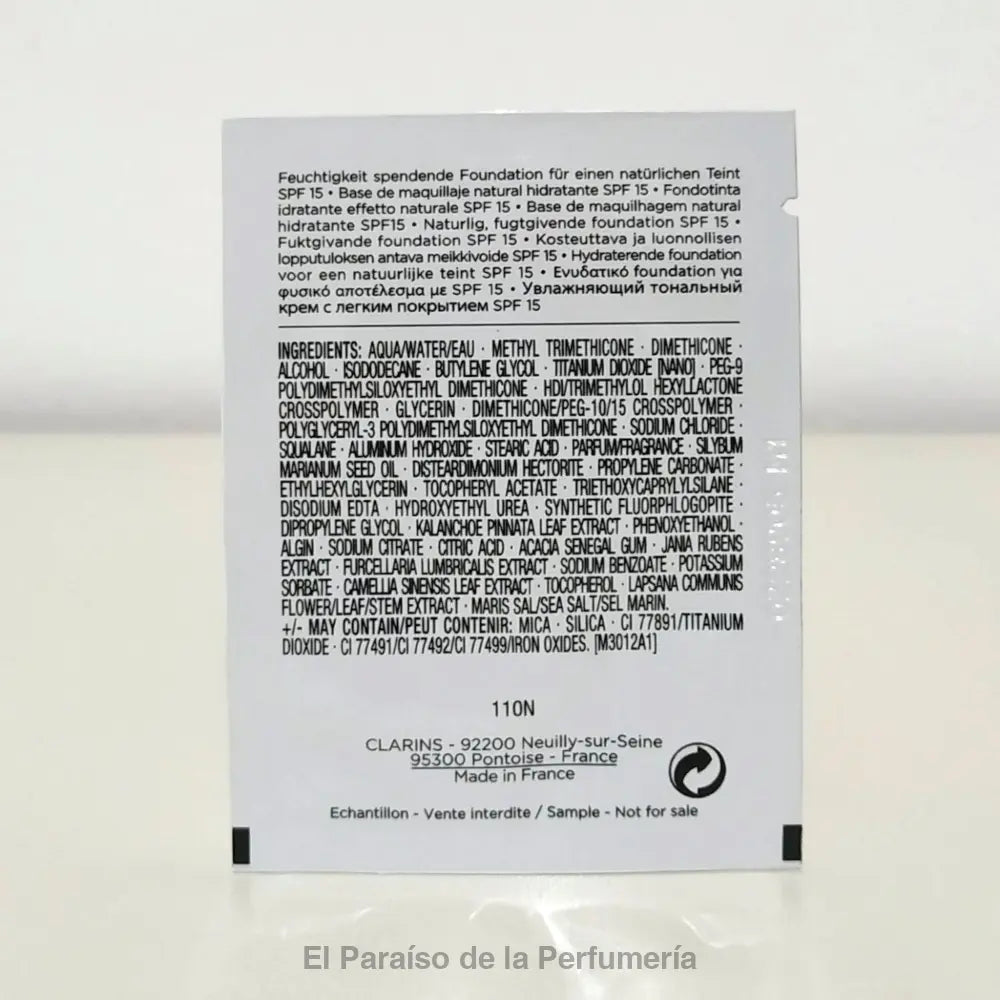 Feuchtigkeit spendende Foundation für einen natürlichen Teint
SPF 15 • Base de maquillaje natural hidratante SPF 15 • Fondotinta
idratante effetto naturale SPF 15 • Base de maquilhagem natural
hidratante SPF15 • Naturlig, fugtgivende foundation SPF 15 •
Fuktgivande foundation SPF 15 • Kosteuttava ja luonnollisen
lopputuloksen antava meikkivoide SPF 15 • Hydraterende foundation
voor een natuurlijke teint SPF 15 • Ενυδατικό foundation για
φυσικό αποτέλεσμα με SPF 15 • Увлажняющий тональный
крем с легким покрытием SPF 15
INGREDIENTS: AQUA/WATER/EAU · METHYL TRIMETHICONE · DIMETHICONE ·
ALCOHOL · ISODODECANE · BUTYLENE GLYCOL · TITANIUM DIOXIDE [NANO] · PEG-9
POLYDIMETHYLSILOXYETHYL DIMETHICONE · HDI/TRIMETHYLOL HEXYLLACTONE
CROSSPOLYMER · GLYCERIN · DIMETHICONE/PEG-10/15 CROSSPOLYMER ·
POLYGLYCERYL-3 POLYDIMETHYLSILOXYETHYL DIMETHICONE · SODIUM CHLORIDE ·
SQUALANE · ALUMINUM HYDROXIDE · STEARIC ACID · PARFUM/FRAGRANCE · SILYBUM
MARIANUM SEED OIL · DISTEARDIMONIUM HECTORITE · PROPYLENE CARBONATE ·
ETHYLHEXYLGLYCERIN · TOCOPHERYL ACETATE · TRIETHOXYCAPRYLYLSILANE ·
DISODIUM EDTA · HYDROXYETHYL UREA · SYNTHETIC FLUORPHLOGOPITE ·
DIPROPYLENE GLYCOL · KALANCHOE PINNATA LEAF EXTRACT · PHENOXYETHANOL ·
ALGIN · SODIUM CITRATE · CITRIC ACID · ACACIA SENEGAL GUM · JANIA RUBENS
EXTRACT · FURCELLARIA LUMBRICALIS EXTRACT · SODIUM BENZOATE · POTASSIUM
SORBATE · CAMELLIA SINENSIS LEAF EXTRACT · TOCOPHEROL · LAPSANA COMMUNIS
FLOWER/LEAF/STEM EXTRACT · MARIS SAL/SEA SALT/SEL MARIN.
+/- MAY CONTAIN/PEUT CONTENIR: MICA · SILICA · CI 77891/TITANIUM
DIOXIDE · CI 77491/CI 77492/CI 77499/IRON OXIDES. [M3012A1]
110N
CLARINS - 92200 Neuilly-sur-Seine
95300 Pontoise - France
Made in France
Echantillon - Vente interdite / Sample - Not for sale
El Paraíso de la Perfumería